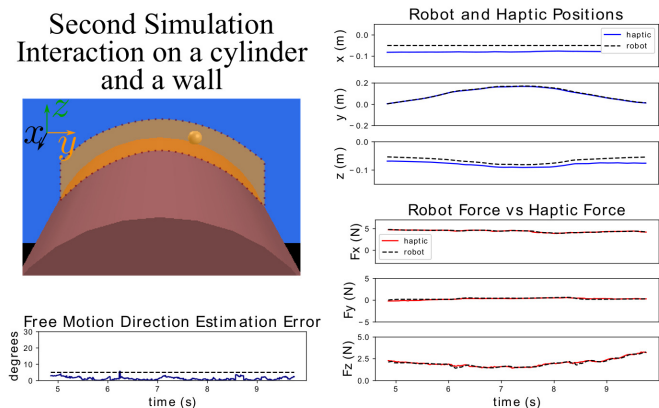 Second Simulation
Interaction on a cylinder
and a wall
z
x
y
Free Motion Direction Estimation Error
degrees
30
20
10
0
5 6 7 8 9
time (s)
Robot and Haptic Positions
x (m)
0.0
−0.1
haptic
robot
y (m)
0.2
0.0
−0.2
z (m)
0.0
−0.1
Robot Force vs Haptic Force
Fx (N)
5
0
haptic
robot
Fy (N)
5
0
−5
Fz (N)
5.0
2.5
0.0
5 6 7 8 9
time (s)